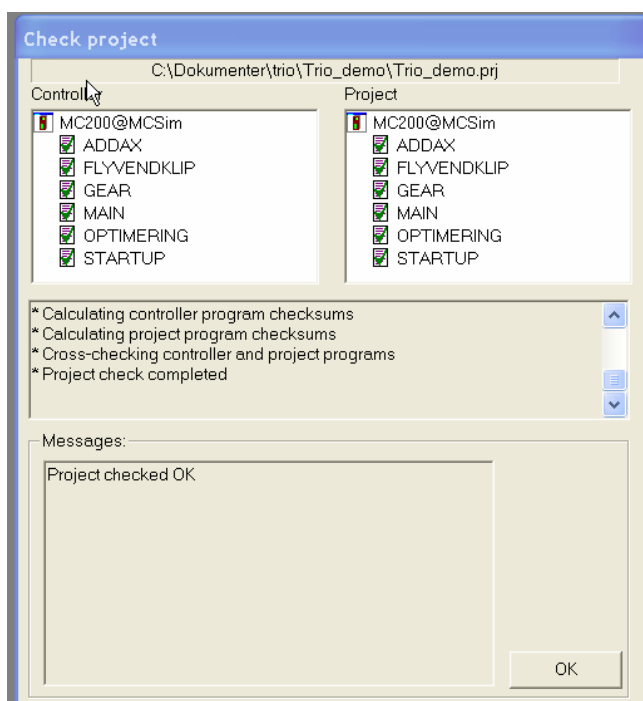 Check project
C:\Dokumenter\trio\Trio_demo\Trio_demo.prj
Controller
MC200@MCSim
ADDAX
FLYVENDKLIP
GEAR
MAIN
OPTIMERING
STARTUP
Project
MC200@MCSim
ADDAX
FLYVENDKLIP
GEAR
MAIN
OPTIMERING
STARTUP
* Calculating controller program checksums
* Calculating project program checksums
* Cross-checking controller and project programs
* Project check completed
Messages:
Project checked OK
OK